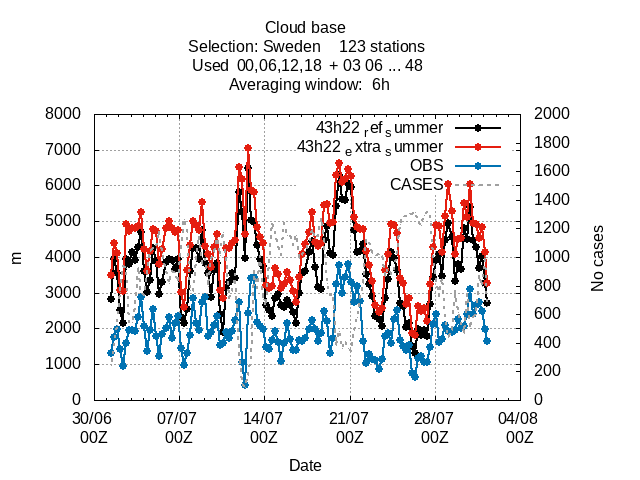 Cloud base
Selection: Sweden 123 stations
Used 00,06,12,18 + 03 06 ... 48
Averaging window: 6h
8000
7000
6000
5000
4000
3000
2000
1000
0
2000
1800
1600
1400
1200
1000
800
600
400
200
0
43h22 ref summer
43h22 extra summer
OBS
CASES
m
No cases
30/06 07/07 14/07 21/07 28/07 04/08
00Z 00Z 00Z 00Z 00Z 00Z
Date